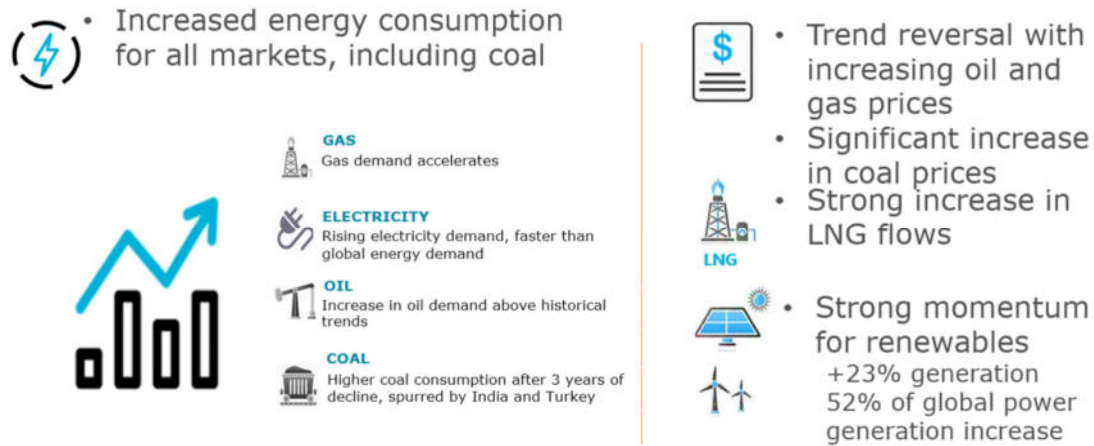 • Increased energy consumption
for all markets, including coal
GAS
Gas demand accelerates
ELECTRICITY
Rising electricity demand, faster than
global energy demand
OIL
Increase in oil demand above historical
trends
COAL
Higher coal consumption after 3 years of
decline, spurred by India and Turkey
$
• Trend reversal with
increasing oil and
gas prices
• Significant increase
in coal prices
• Strong increase in
LNG flows
LNG
• Strong momentum
for renewables
+23% generation
52% of global power
generation increase